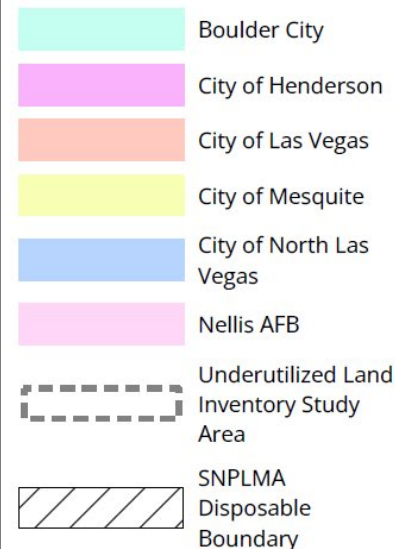 Boulder City
City of Henderson
City of Las Vegas
City of Mesquite
City of North Las
Vegas
Nellis AFB
Underutilized Land
Inventory Study
Area
SNPLMA
Disposable
Boundary